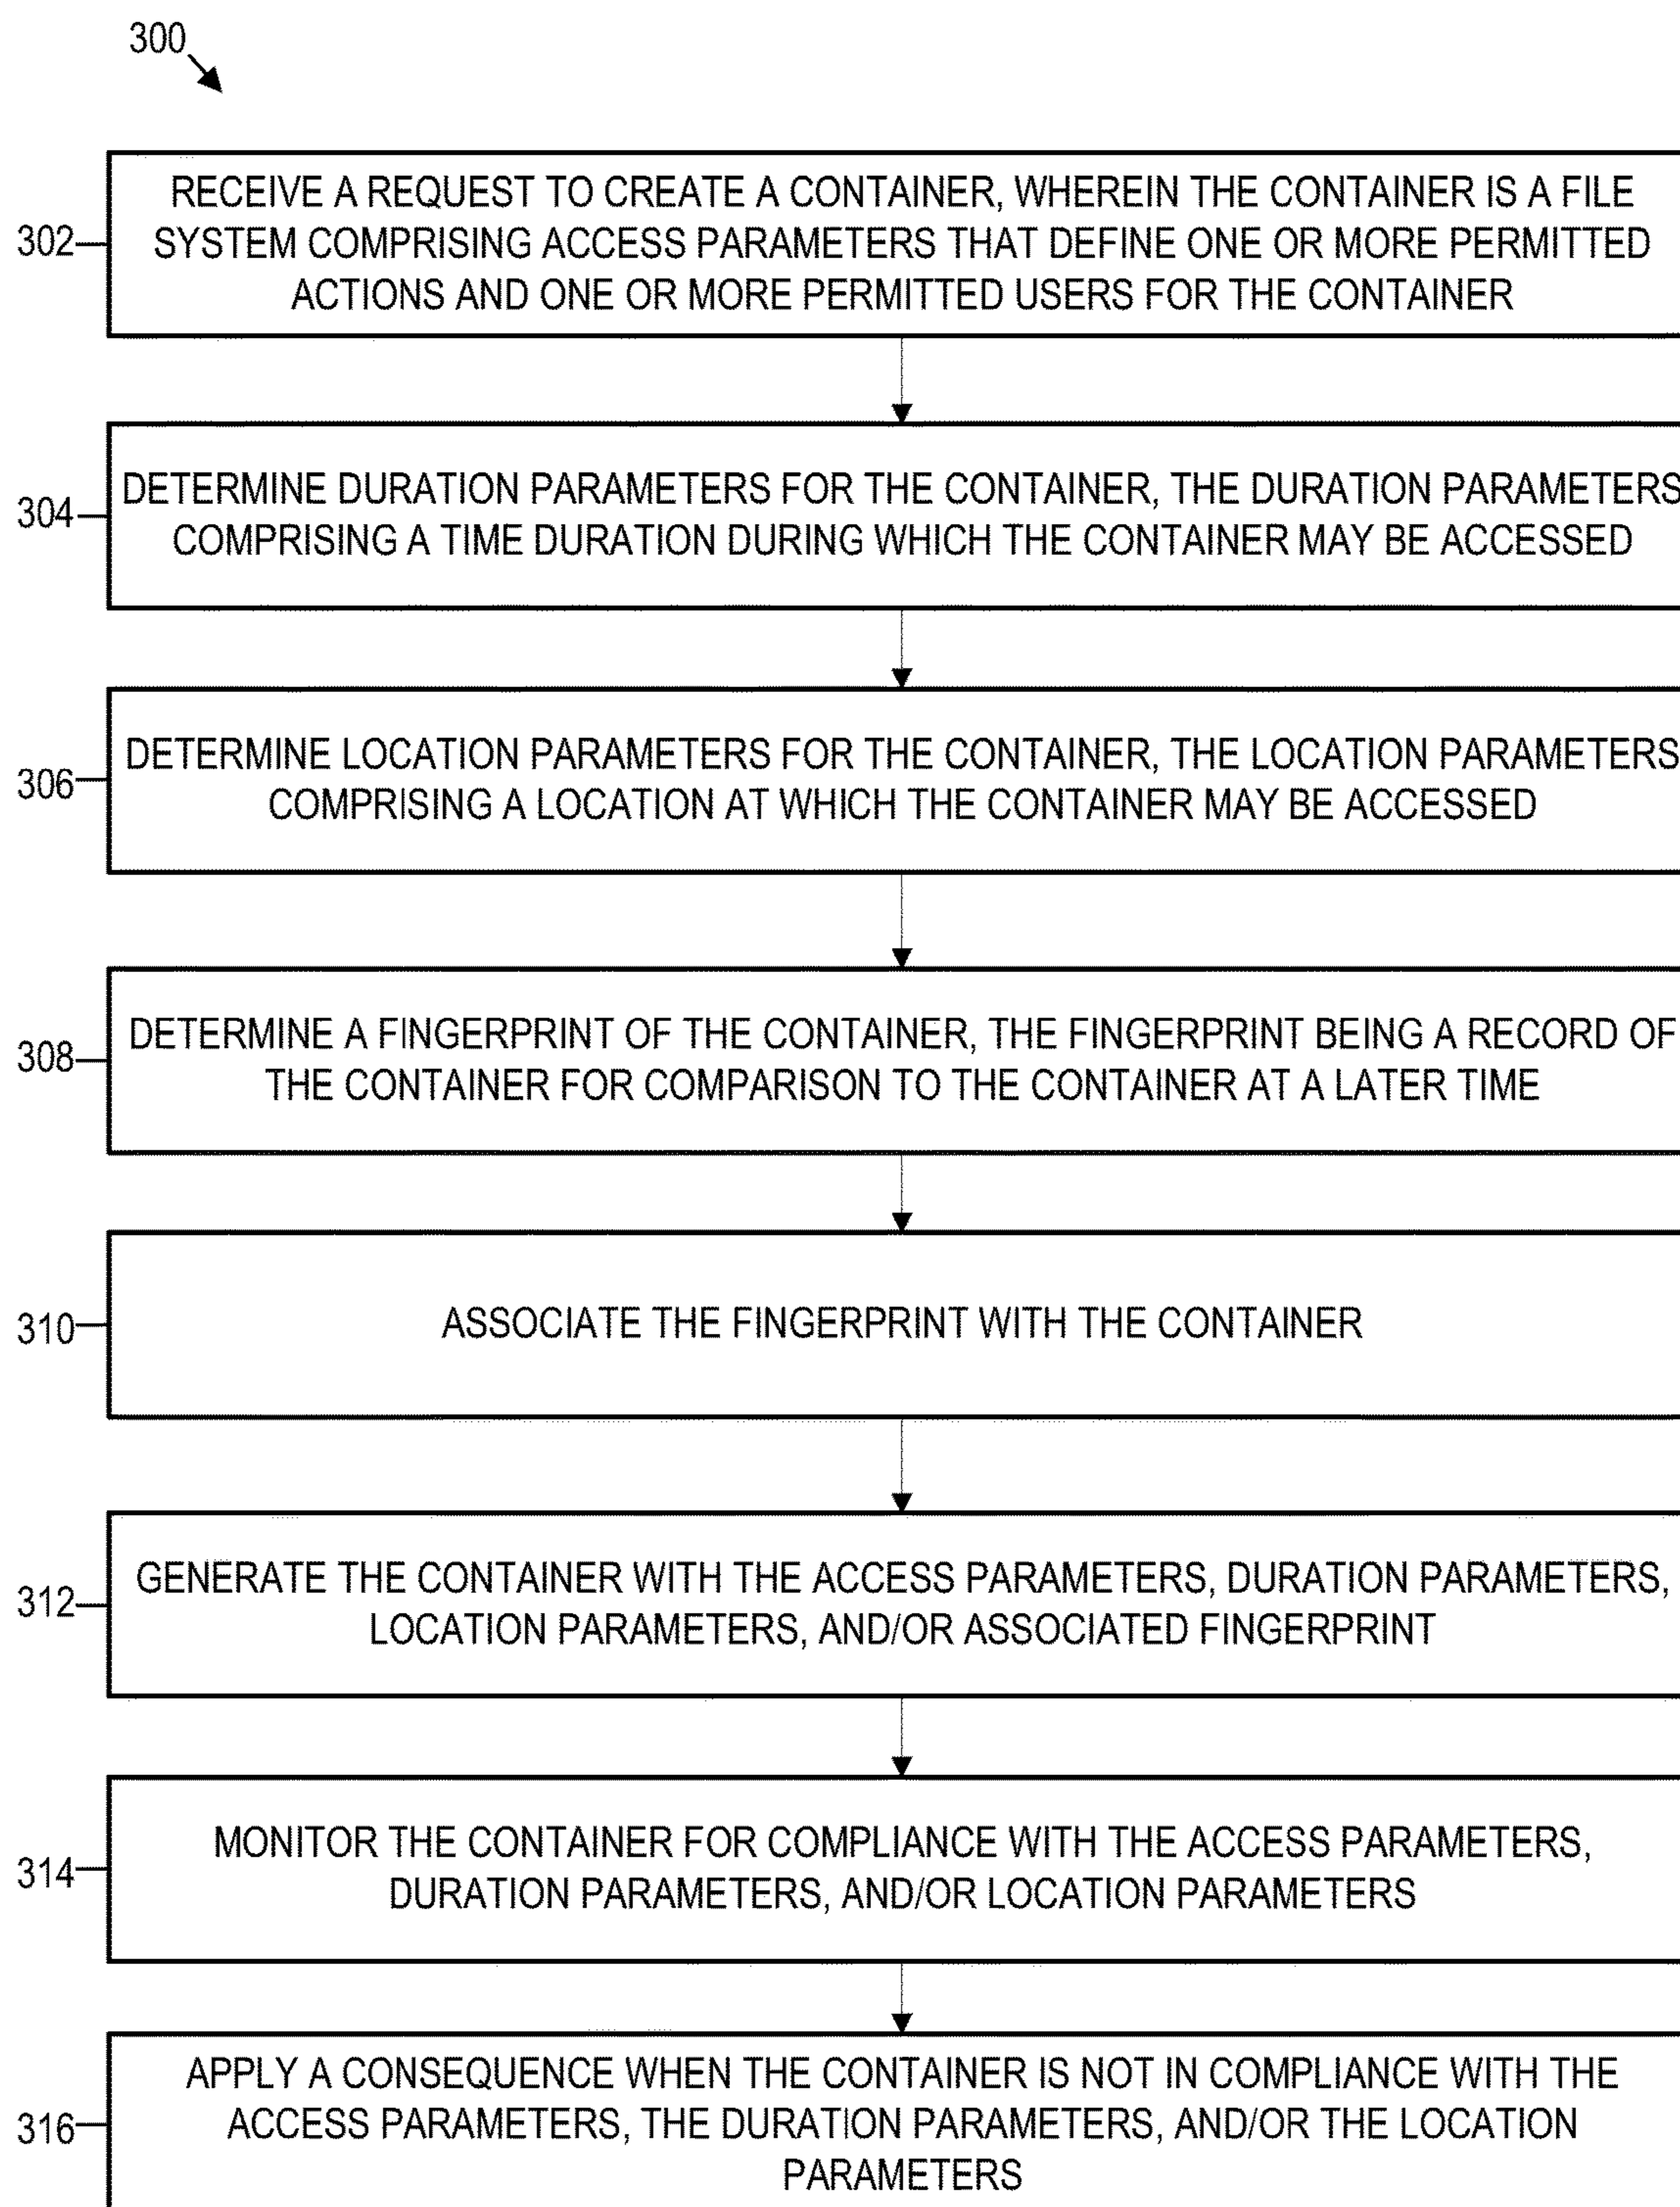 300
302
RECEIVE A REQUEST TO CREATE A CONTAINER, WHEREIN THE CONTAINER IS A FILE
SYSTEM COMPRISING ACCESS PARAMETERS THAT DEFINE ONE OR MORE PERMITTED
ACTIONS AND ONE OR MORE PERMITTED USERS FOR THE CONTAINER
304
DETERMINE DURATION PARAMETERS FOR THE CONTAINER, THE DURATION PARAMETERS
COMPRISING A TIME DURATION DURING WHICH THE CONTAINER MAY BE ACCESSED
306
DETERMINE LOCATION PARAMETERS FOR THE CONTAINER, THE LOCATION PARAMETERS
COMPRISING A LOCATION AT WHICH THE CONTAINER MAY BE ACCESSED
308
DETERMINE A FINGERPRINT OF THE CONTAINER, THE FINGERPRINT BEING A RECORD OF
THE CONTAINER FOR COMPARISON TO THE CONTAINER AT A LATER TIME
310
ASSOCIATE THE FINGERPRINT WITH THE CONTAINER
312
GENERATE THE CONTAINER WITH THE ACCESS PARAMETERS, DURATION PARAMETERS,
LOCATION PARAMETERS, AND/OR ASSOCIATED FINGERPRINT
314
MONITOR THE CONTAINER FOR COMPLIANCE WITH THE ACCESS PARAMETERS,
DURATION PARAMETERS, AND/OR LOCATION PARAMETERS
316
APPLY A CONSEQUENCE WHEN THE CONTAINER IS NOT IN COMPLIANCE WITH THE
ACCESS PARAMETERS, THE DURATION PARAMETERS, AND/OR THE LOCATION
PARAMETERS